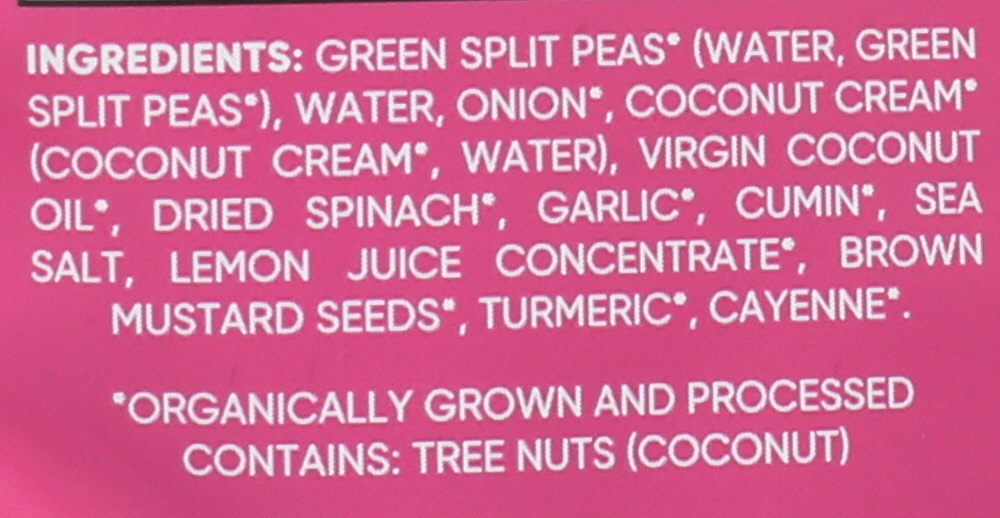 INGREDIENTS: GREEN SPLIT PEAS* (WATER, GREEN
SPLIT PEAS*), WATER, ONION*, COCONUT CREAM*
(COCONUT CREAM*, WATER), VIRGIN COCONUT
OIL*, DRIED SPINACH*, GARLIC*, CUMIN*, SEA
SALT, LEMON JUICE CONCENTRATE*, BROWN
MUSTARD SEEDS*, TURMERIC*, CAYENNE*.
*ORGANICALLY GROWN AND PROCESSED
CONTAINS: TREE NUTS (COCONUT)